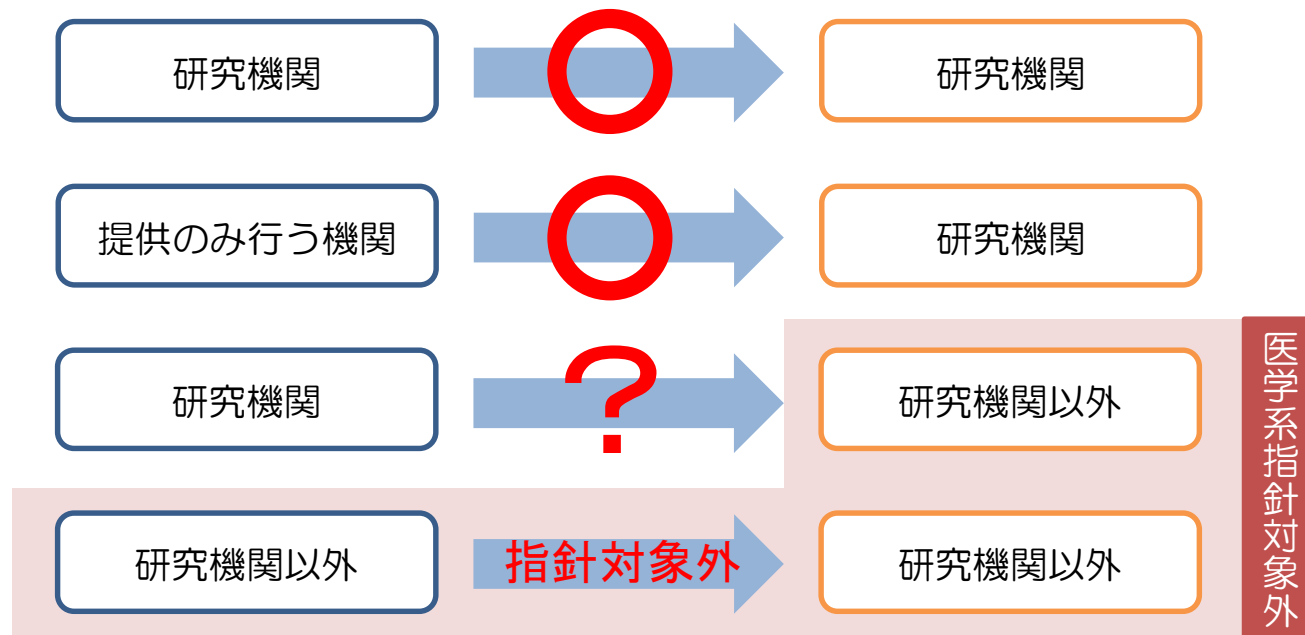 研究機関
研究機関
提供のみ行う機関
研究機関
研究機関
?
研究機関以外
研究機関以外
指針対象外
研究機関以外
医学系指針対象外